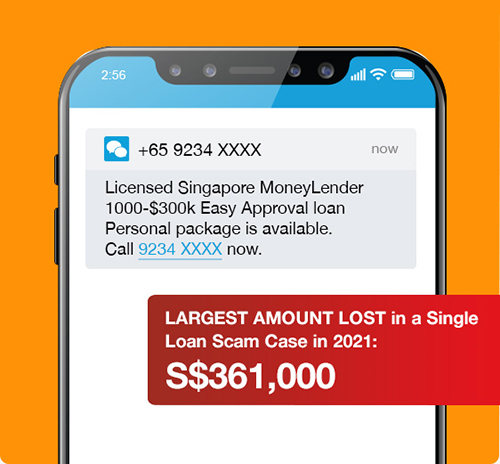 2:56
+65 9234 XXXX
now
Licensed Singapore MoneyLender
1000-$300k Easy Approval loan
Personal package is available.
Call 9234 XXXX now.
LARGEST AMOUNT LOST in a Single
Loan Scam Case in 2021:
S$361,000